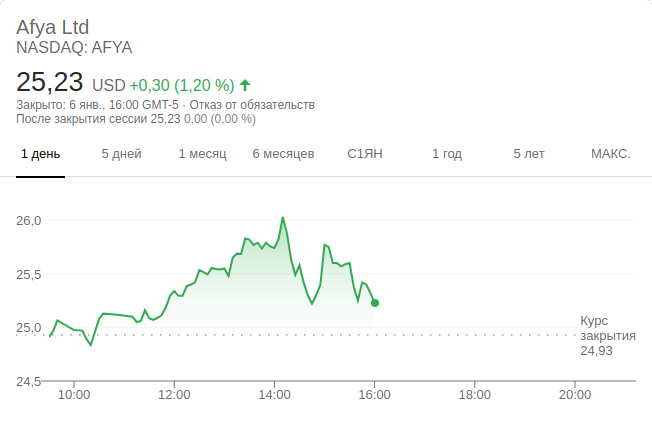 Afya Ltd
NASDAQ: AFYA
25,23 USD +0,30 (1,20 %)
Закрыто: 6 янв., 16:00 GMT-5 · Отказ от обязательств
После закрытия сессии 25,23 0,00 (0,00 %)
1 день 5 дней 1 месяц 6 месяцев С1ЯН 1 год 5 лет МАКС.
26,0
25,5
25,0
Курс
закрытия
24,93
24,5
10:00 12:00 14:00 16:00 18:00 20:00